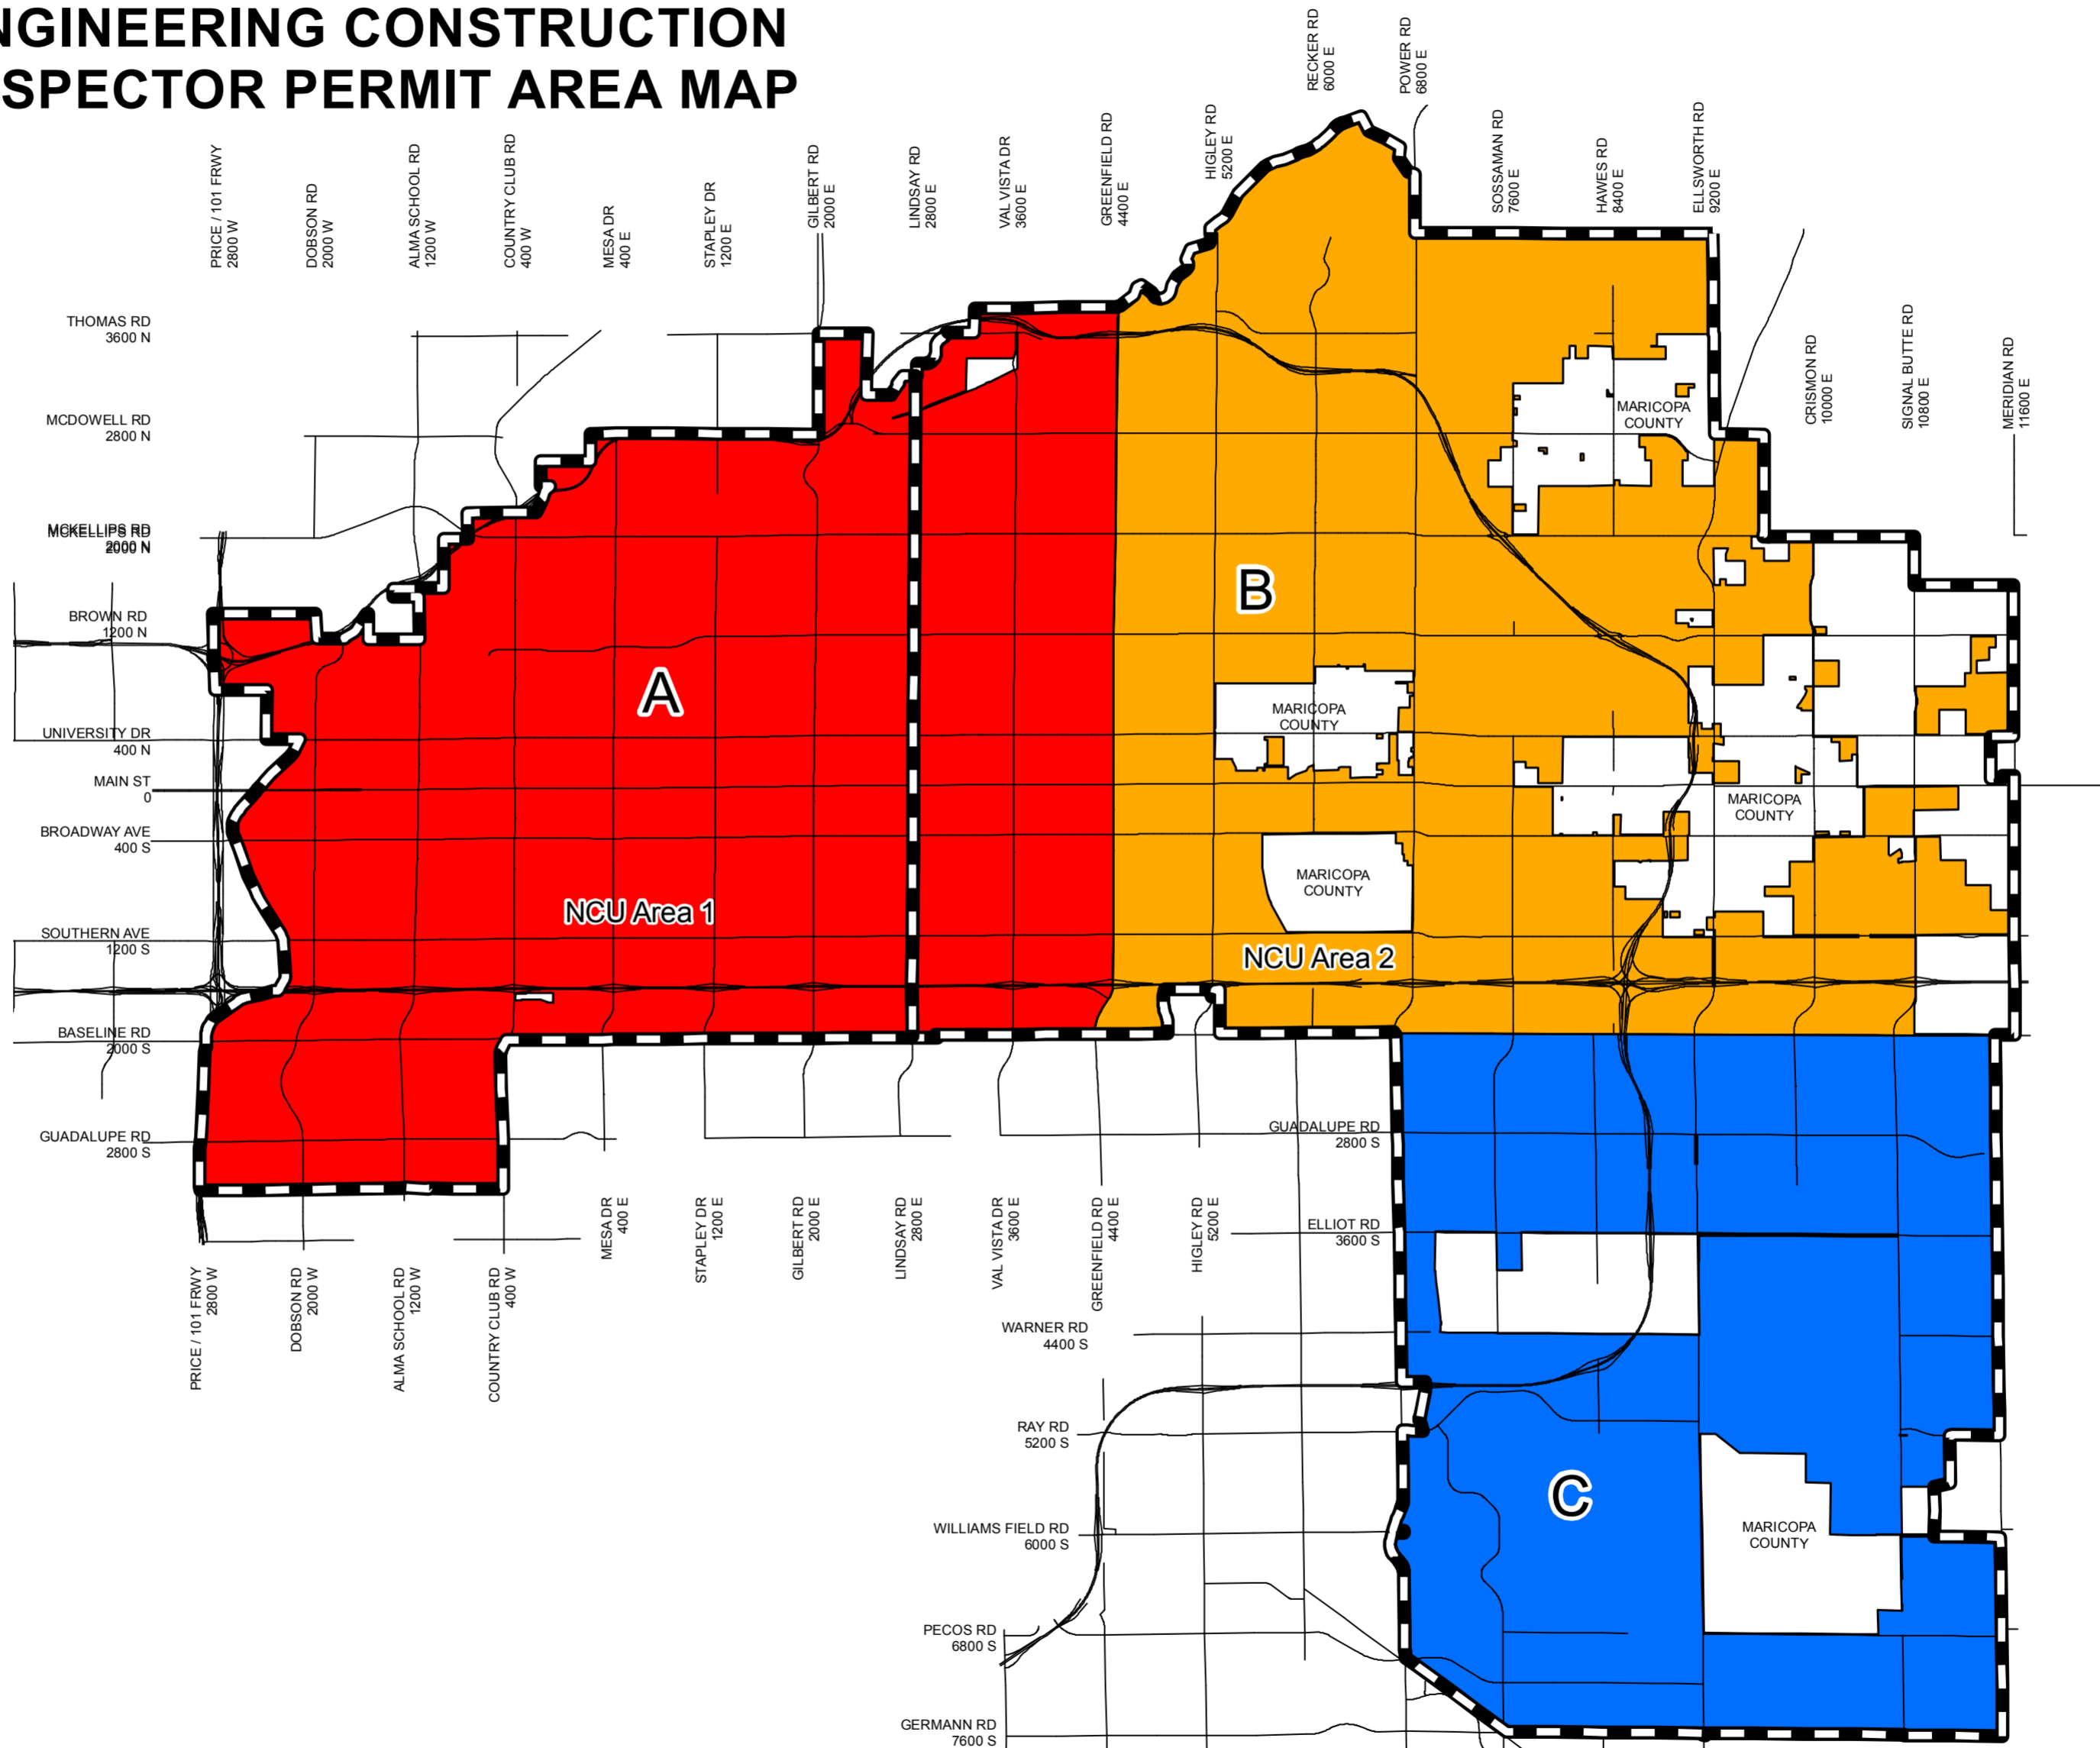 NGINEERING CONSTRUCTION
SPECTOR PERMIT AREA MAP
PRICE / 101 FRWY
2800 W
DOBSON RD
2000 W
ALMA SCHOOL RD
1200 W
COUNTRY CLUB RD
400 W
MESA DR
400 E
STAPLEY DR
1200 E
GILBERT RD
2000 E
LINDSAY RD
2800 E
VAL VISTA DR
3600 E
GREENFIELD RD
4400 E
HIGLEY RD
5200 E
RECKER RD
6000 E
POWER RD
6800 E
SOSSAMAN RD
7600 E
HAWES RD
8400 E
ELLSWORTH RD
9200 E
CRISMON RD
10000 E
SIGNAL BUTTE RD
10800 E
MERIDIAN RD
11600 E
THOMAS RD
3600 N
MCDOWELL RD
2800 N
MCKELLIPS RD
2000 N
BROWN RD
1200 N
UNIVERSITY DR
400 N
MAIN ST
0
BROADWAY AVE
400 S
SOUTHERN AVE
1200 S
BASELINE RD
2000 S
GUADALUPE RD
2800 S
MARICOPA
COUNTY
B
A
MARICOPA
COUNTY
MARICOPA
COUNTY
MARICOPA
COUNTY
NCU Area 1
NCU Area 2
GUADALUPE RD
2800 S
ELLIOT RD
3600 S
WARNER RD
4400 S
RAY RD
5200 S
WILLIAMS FIELD RD
6000 S
PECOS RD
6800 S
GERMANN RD
7600 S
PRICE / 101 FRWY
2800 W
DOBSON RD
2000 W
ALMA SCHOOL RD
1200 W
COUNTRY CLUB RD
400 W
MESA DR
400 E
STAPLEY DR
1200 E
GILBERT RD
2000 E
LINDSAY RD
2800 E
VAL VISTA DR
3600 E
GREENFIELD RD
4400 E
HIGLEY RD
5200 E
C
MARICOPA
COUNTY